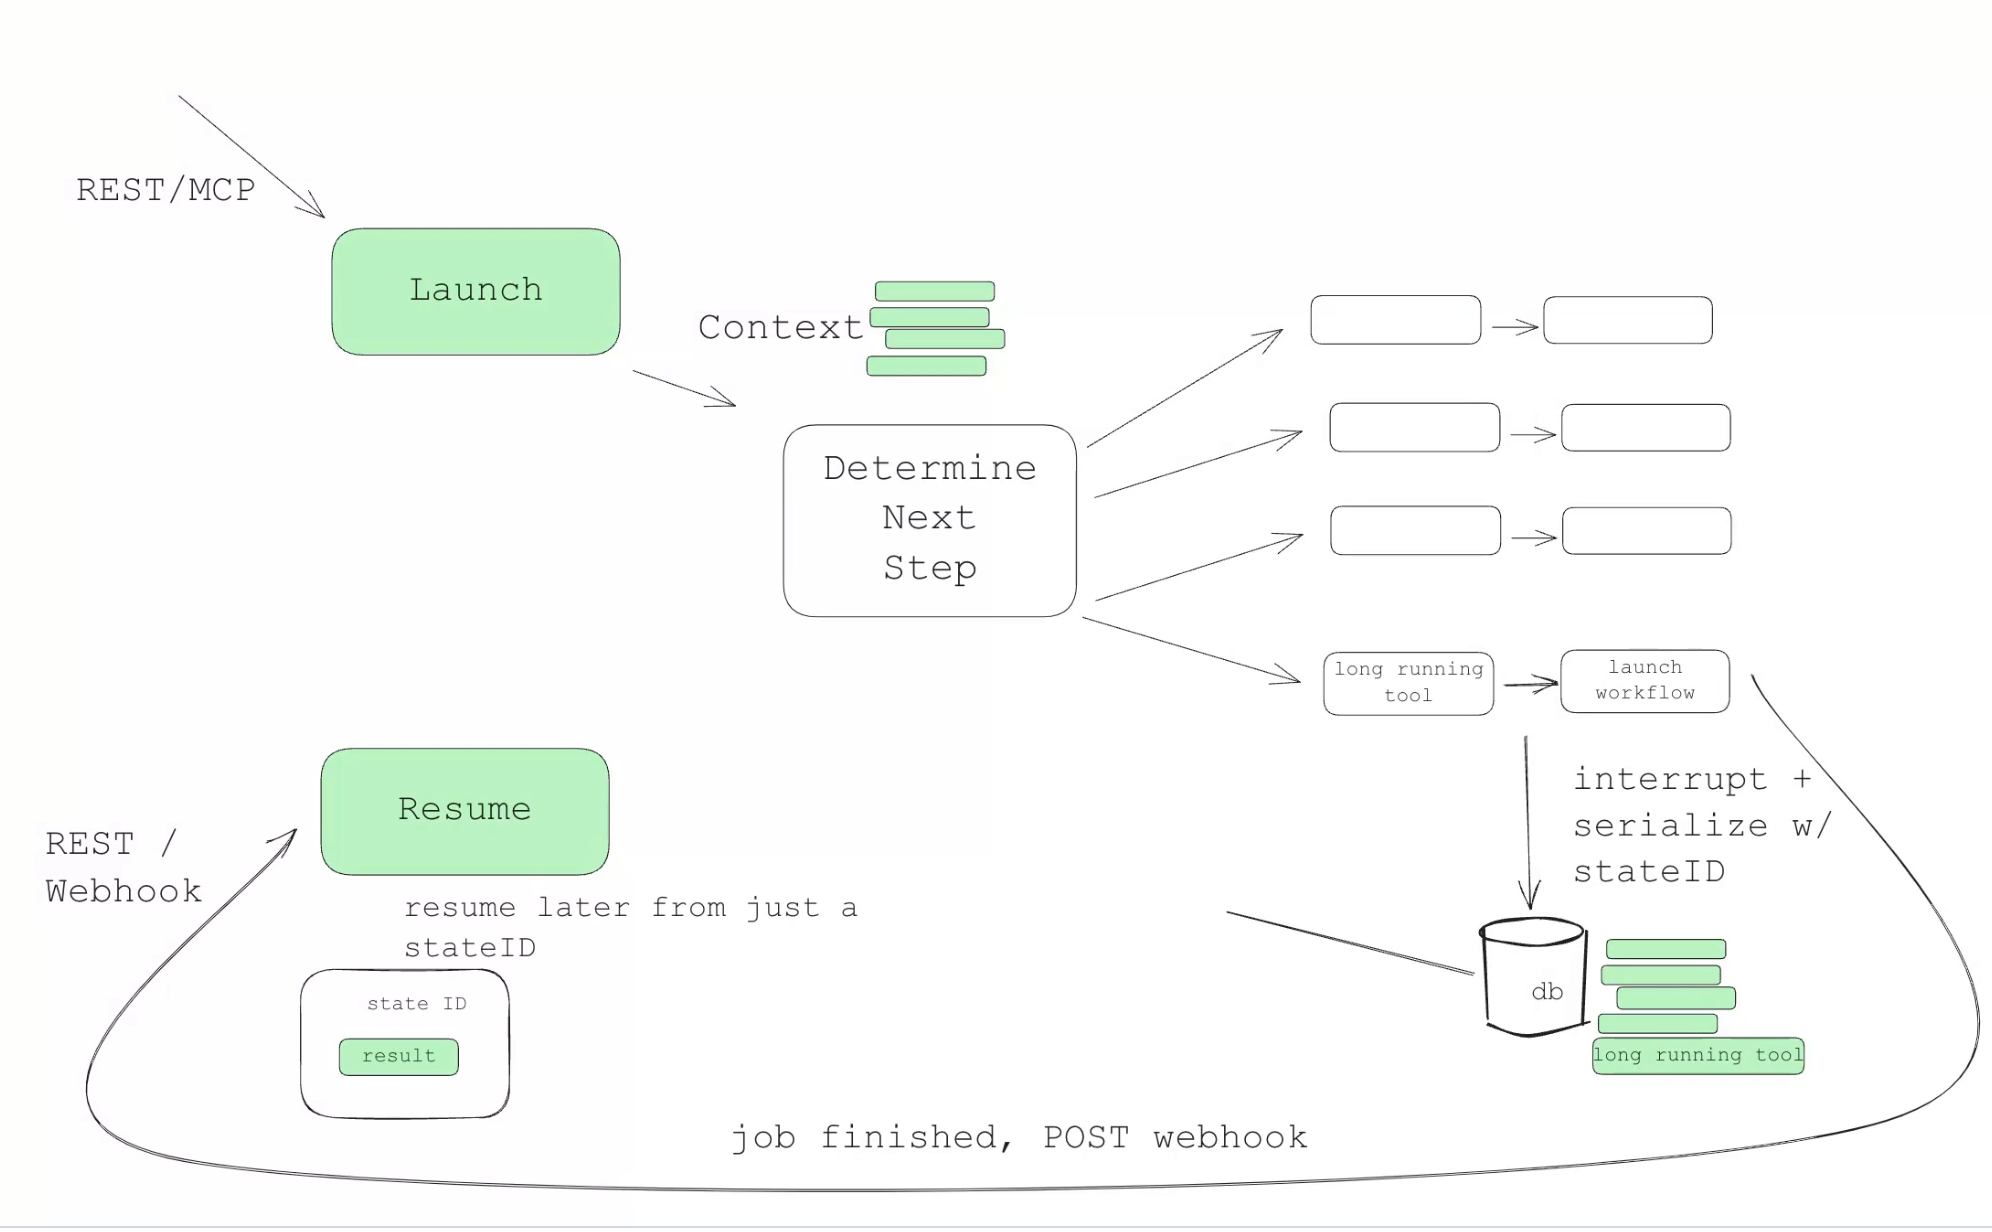 REST/MCP
Launch
Context
Determine
Next
Step
long running
tool
launch
workflow
interrupt +
serialize w/
stateID
Resume
REST /
Webhook
resume later from just a
stateID
state ID
result
db
long running tool
job finished, POST webhook